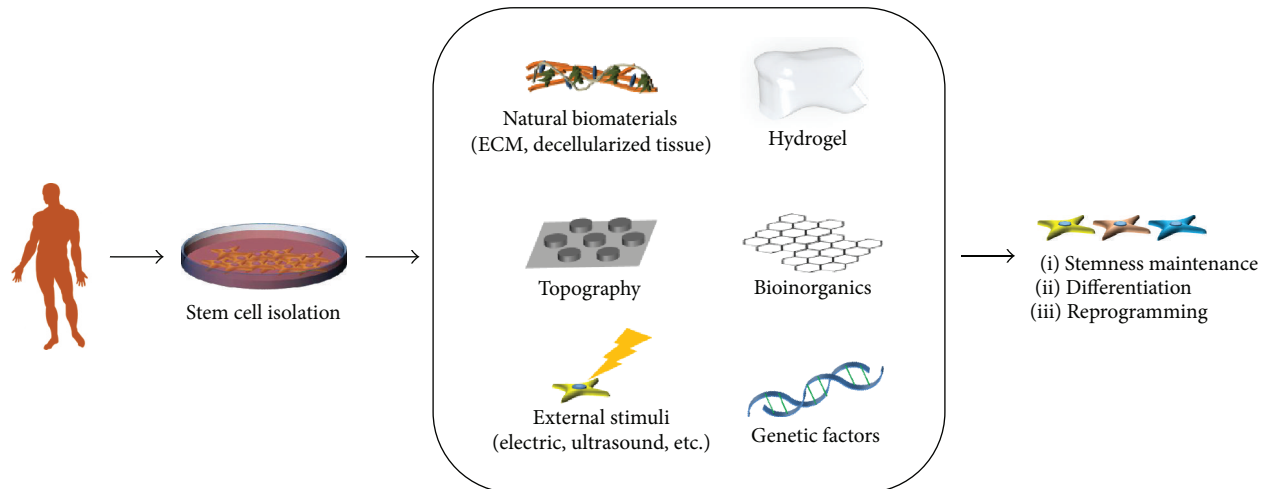 Natural biomaterials
(ECM, decellularized tissue)
Hydrogel
Stem cell isolation
Topography
Bioinorganics
(i) Stemness maintenance
(ii) Differentiation
(iii) Reprogramming
External stimuli
(electric, ultrasound, etc.)
Genetic factors